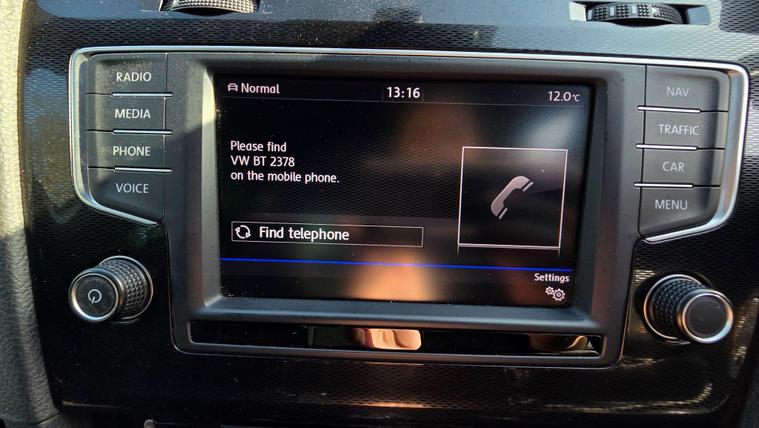 RADIO
MEDIA
PHONE
VOICE
Normal
13:16
12.0°C
Please find
VW BT 2378
on the mobile phone.
Find telephone
Settings
NAV
TRAFFIC
CAR
MENU